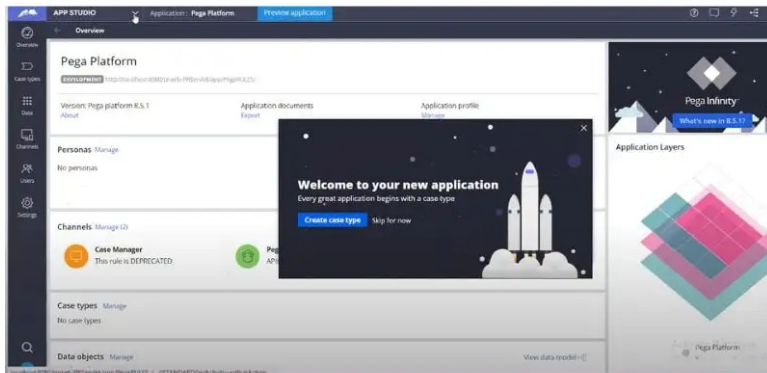 APP STUDIO
Application: Pega Platform
Preview application
Overview
Overview
Case types
Data
Channels
Users
Settings
Pega Platform
DEVELOPMENT
Version: Pega platform 8.5.1
About
Application documents
Export
Application profile
Manage
Personas Manage
No personas
Channels Manage (2)
Case Manager
This rule is DEPRECATED
Peg
APIs
Case types Manage
No case types
Data objects Manage
View data model
Welcome to your new application
Every great application begins with a case type
Create case type
Skip for now
Pega Infinity
What's new in 8.5.1?
Application Layers
Pega Platform